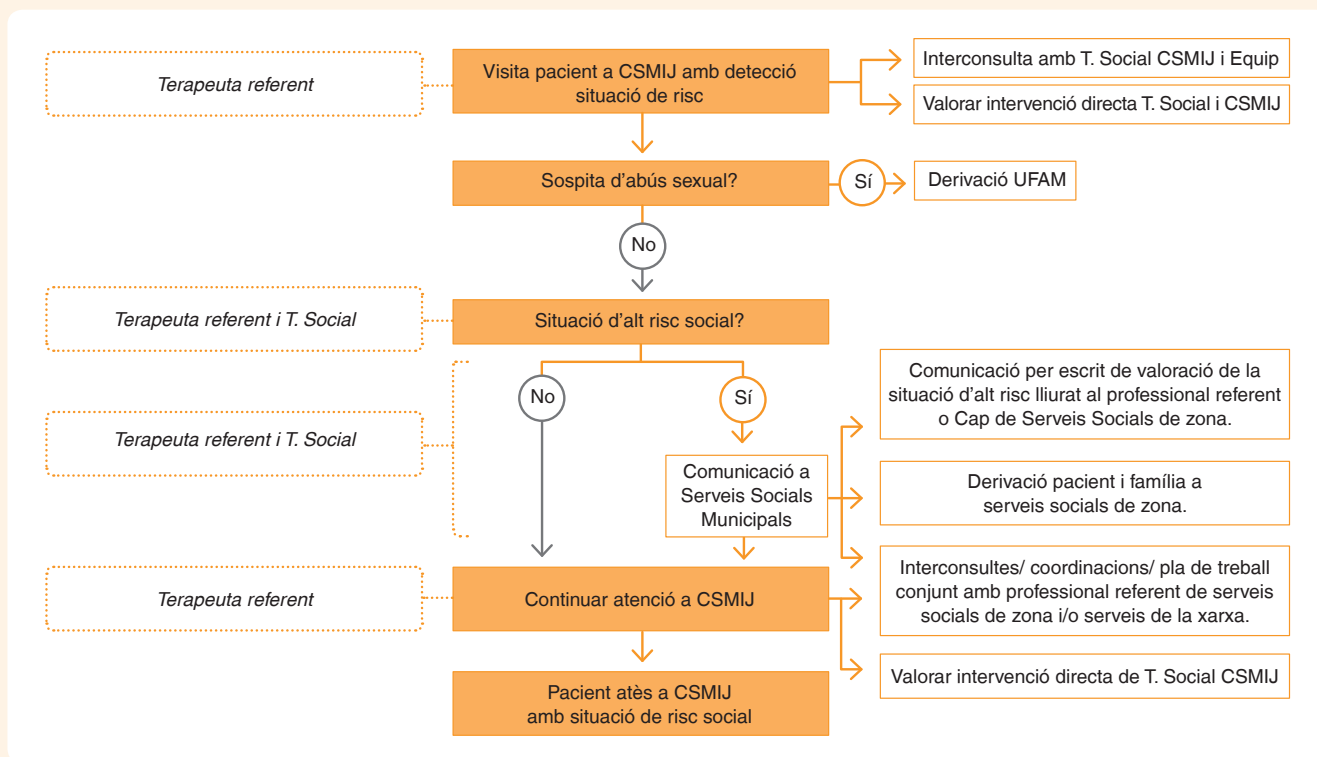 Terapeuta referent
Visita pacient a CSMIJ amb detecció
situació de risc
Interconsulta amb T. Social CSMIJ i Equip
Valorar intervenció directa T. Social i CSMIJ
Sospita d'abús sexual?
Sí
Derivació UFAM
No
Terapeuta referent i T. Social
Situació d'alt risc social?
No
Sí
Terapeuta referent i T. Social
Comunicació a
Serveis Socials
Municipals
Comunicació per escrit de valoració de la
situació d'alt risc lliurat al professional referent
o Cap de Serveis Socials de zona.
Derivació pacient i família a
serveis socials de zona.
Interconsultes/ coordinacions/ pla de treball
conjunt amb professional referent de serveis
socials de zona i/o serveis de la xarxa.
Terapeuta referent
Continuar atenció a CSMIJ
Valorar intervenció directa de T. Social CSMIJ
Pacient atès a CSMIJ
amb situació de risc social